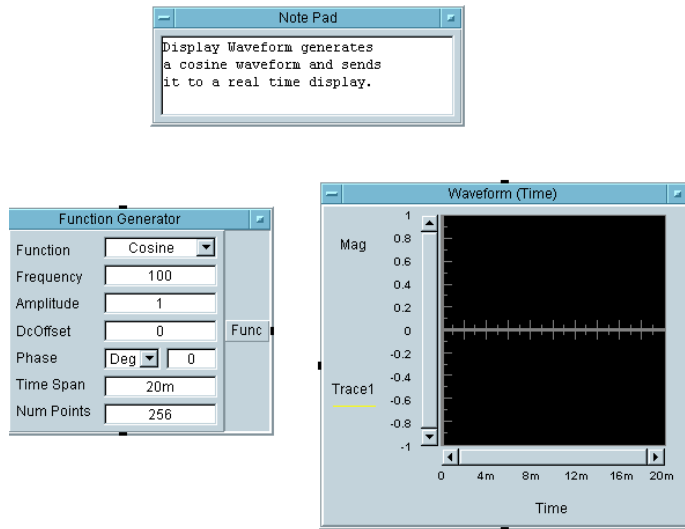 Note Pad
Display Waveform generates
a cosine waveform and sends
it to a real time display.
Function Generator
Function Cosine
Frequency 100
Amplitude 1
DcOffset 0
Phase Deg 0
Time Span 20m
Num Points 256
Func
Waveform (Time)
Mag
Trace1
1
0.8
0.6
0.4
0.2
0
-0.2
-0.4
-0.6
-0.8
-1
0 4m 8m 12m 16m 20m
Time